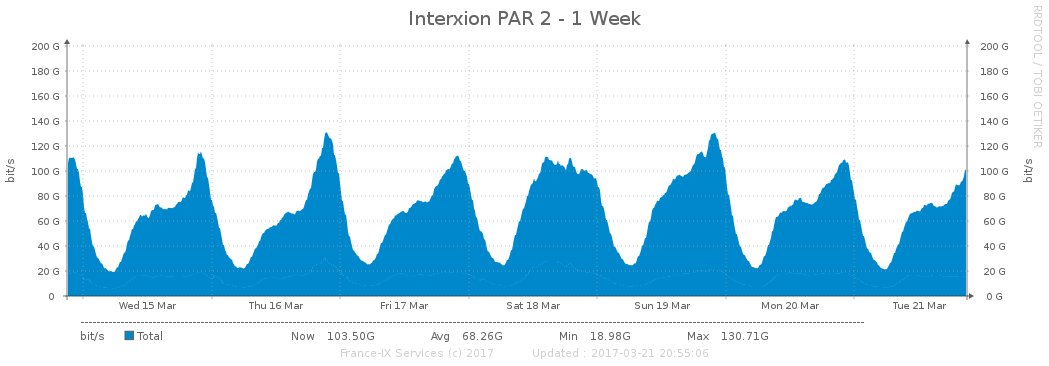 Interxion PAR 2 - 1 Week
RRDTOOL / TOBI OETIKER
bit/s
200 G
180 G
160 G
140 G
120 G
100 G
80 G
60 G
40 G
20 G
0
200 G
180 G
160 G
140 G
120 G
100 G
80 G
60 G
40 G
20 G
0 G
bit/s
Wed 15 Mar Thu 16 Mar Fri 17 Mar Sat 18 Mar Sun 19 Mar Mon 20 Mar Tue 21 Mar
bit/s Total Now 103.50G Avg 68.26G Min 18.98G Max 130.71G
France-IX Services (c) 2017 Updated : 2017-03-21 20:55:06